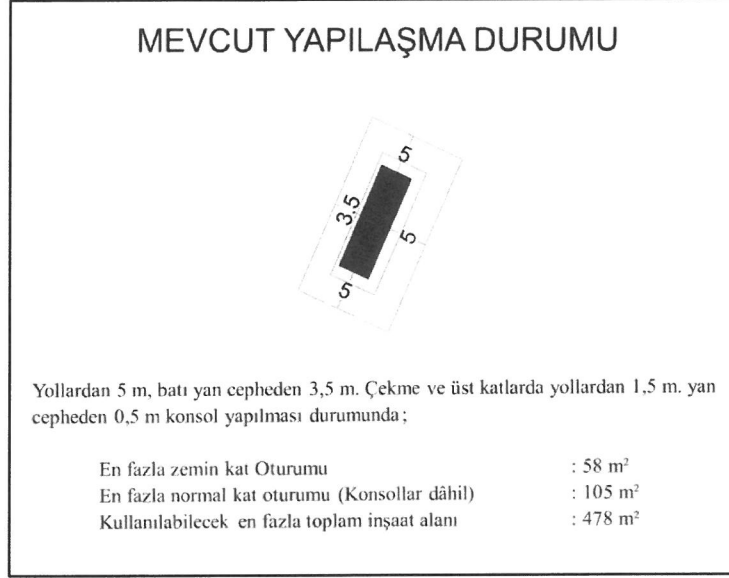 MEVCUT YAPILAŞMA DURUMU
5
3,5
5
5
Yollardan 5 m, batı yan cepheden 3,5 m. Çekme ve üst katlarda yollardan 1,5 m. yan
cepheden 0,5 m konsol yapılması durumunda;
En fazla zemin kat Oturumu : 58 m²
En fazla normal kat oturumu (Konsollar dâhil) : 105 m²
Kullanılabilecek en fazla toplam inşaat alanı : 478 m²